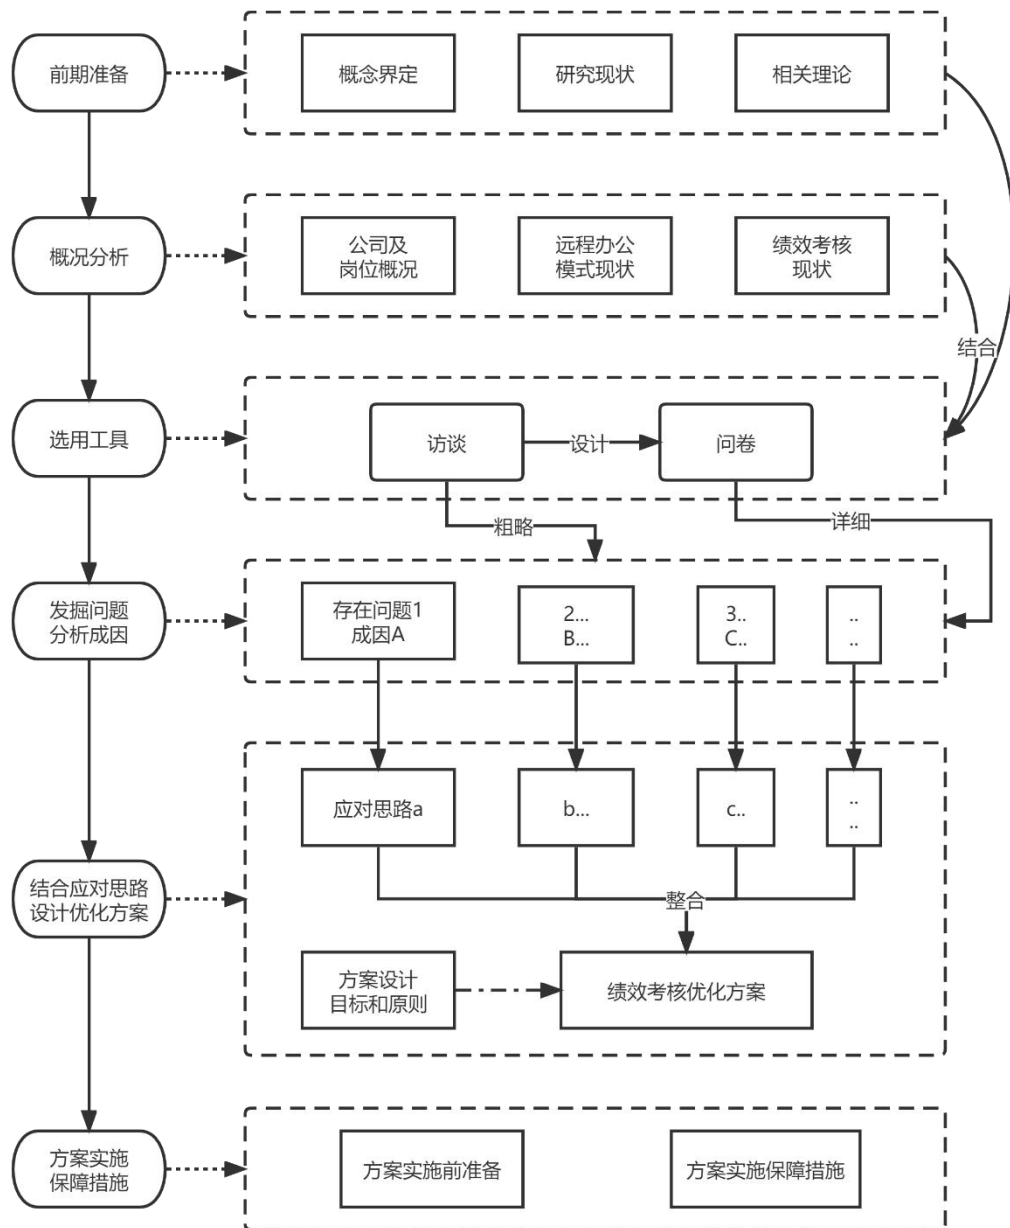 前期准备
概念界定
研究现状
相关理论
概况分析
公司及
岗位概况
远程办公
模式现状
绩效考核
现状
结合
选用工具
访谈
设计
问卷
粗略
详细
发掘问题
分析成因
存在问题1
成因A
2...
B...
3..
C..
..
..
应对思路a
b...
c..
..
..
结合应对思路
设计优化方案
整合
方案设计
目标和原则
绩效考核优化方案
方案实施
保障措施
方案实施前准备
方案实施保障措施